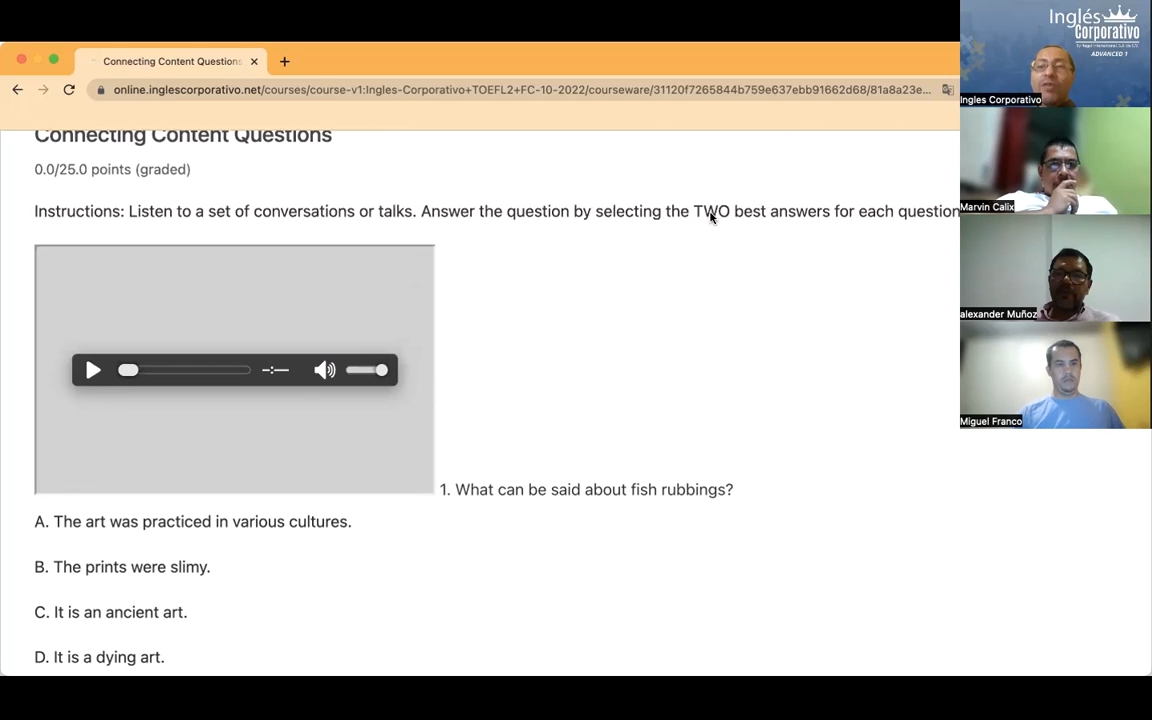 Connecting Content Questions
online.inglescorporativo.net/courses/course-v1:Ingles-Corporativo+TOEFL2+FC-10-2022/courseware/31120f7265844b759e637ebb91662d68/81a8a23e...
Connecting Content Questions
0.0/25.0 points (graded)
Instructions: Listen to a set of conversations or talks. Answer the question by selecting the TWO best answers for each question
-:-
1. What can be said about fish rubbings?
A. The art was practiced in various cultures.
B. The prints were slimy.
C. It is an ancient art.
D. It is a dying art.
Inglés
Corporativo
ADVANCED 1
Ingles Corporativo
Marvin Calix
alexander Muñoz
Miguel Franco